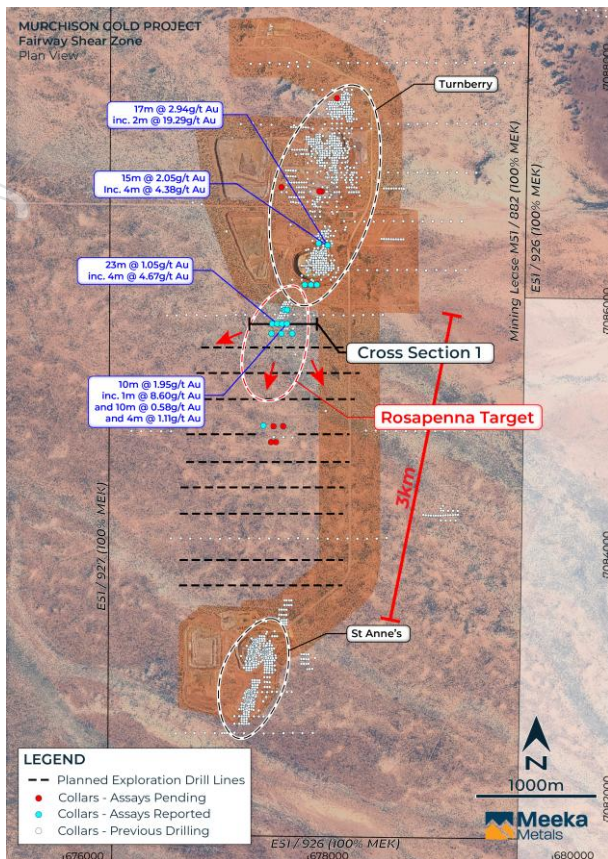 MURCHISON GOLD PROJECT
Fairway Shear Zone
Plan View
Turnberry
17m @ 2.94g/t Au
inc. 2m @ 19.29g/t Au
15m @ 2.05g/t Au
Inc. 4m @ 4.38g/t Au
23m @ 1.05g/t Au
inc. 4m @ 4.67g/t Au
Cross Section 1
10m @ 1.95g/t Au
inc. 1m @ 8.60g/t Au
and 10m @ 0.58g/t Au
and 4m @ 1.11g/t Au
Rosapenna Target
3km
St Anne's
Mining Lease M51 / 882 (100% MEK)
E51 / 926 (100% MEK)
E51 / 927 (100% MEK)
E51 / 926 (100% MEK)
7088000
7086000
7084000
7082000
676000
678000
680000
LEGEND
Planned Exploration Drill Lines
Collars - Assays Pending
Collars - Assays Reported
Collars - Previous Drilling
N
1000m
Meeka
Metals